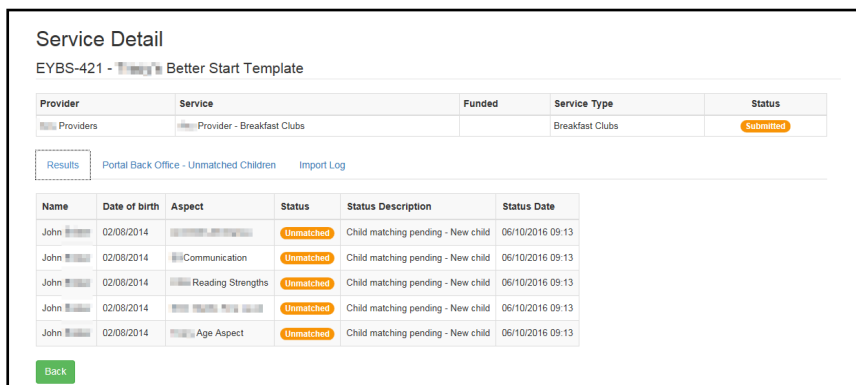 Service Detail
EYBS-421 - Better Start Template
Provider Service Funded Service Type Status
Providers Provider - Breakfast Clubs Breakfast Clubs Submitted
Results Portal Back Office - Unmatched Children Import Log
Name Date of birth Aspect Status Status Description Status Date
John 02/08/2014 Unmatched Child matching pending - New child 06/10/2016 09:13
John 02/08/2014 Communication Unmatched Child matching pending - New child 06/10/2016 09:13
John 02/08/2014 Reading Strengths Unmatched Child matching pending - New child 06/10/2016 09:13
John 02/08/2014 Unmatched Child matching pending - New child 06/10/2016 09:13
John 02/08/2014 Age Aspect Unmatched Child matching pending - New child 06/10/2016 09:13
Back